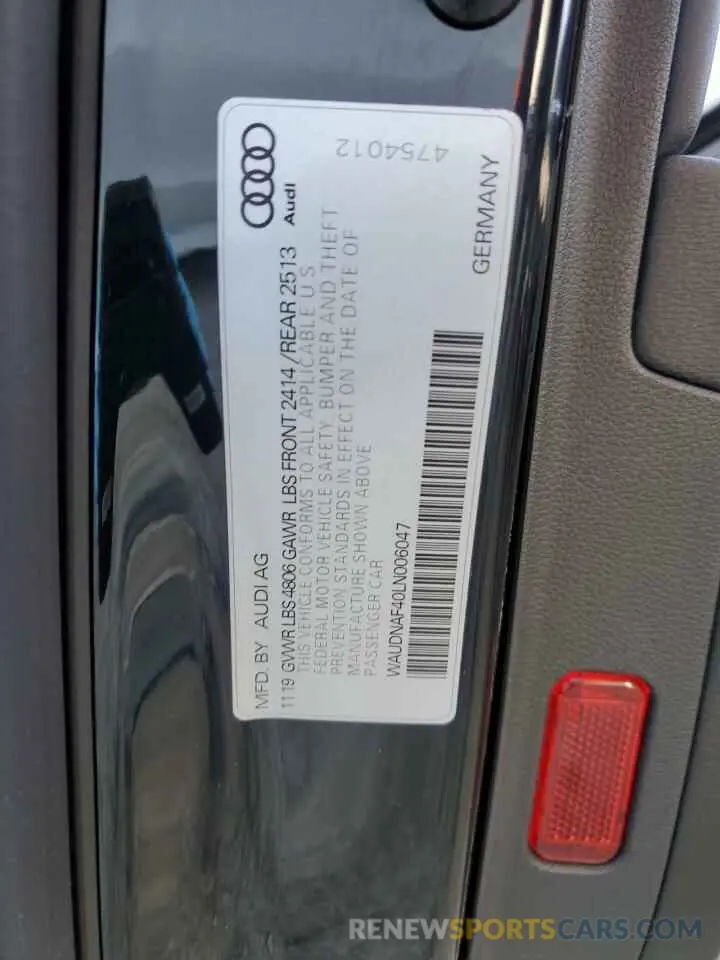 4754012
Audi
GERMANY
MFD. BY AUDI AG
1119 GVWR LBS 4806 GAWR LBS FRONT 2414 /REAR 2513
THIS VEHICLE CONFORMS TO ALL APPLICABLE U S
FEDERAL MOTOR VEHICLE SAFETY BUMPER AND THEFT
PREVENTION STANDARDS IN EFFECT ON THE DATE OF
MANUFACTURE SHOWN ABOVE
PASSENGER CAR
WAUDNAF40LN006047
RENEWSPORTSCARS.COM